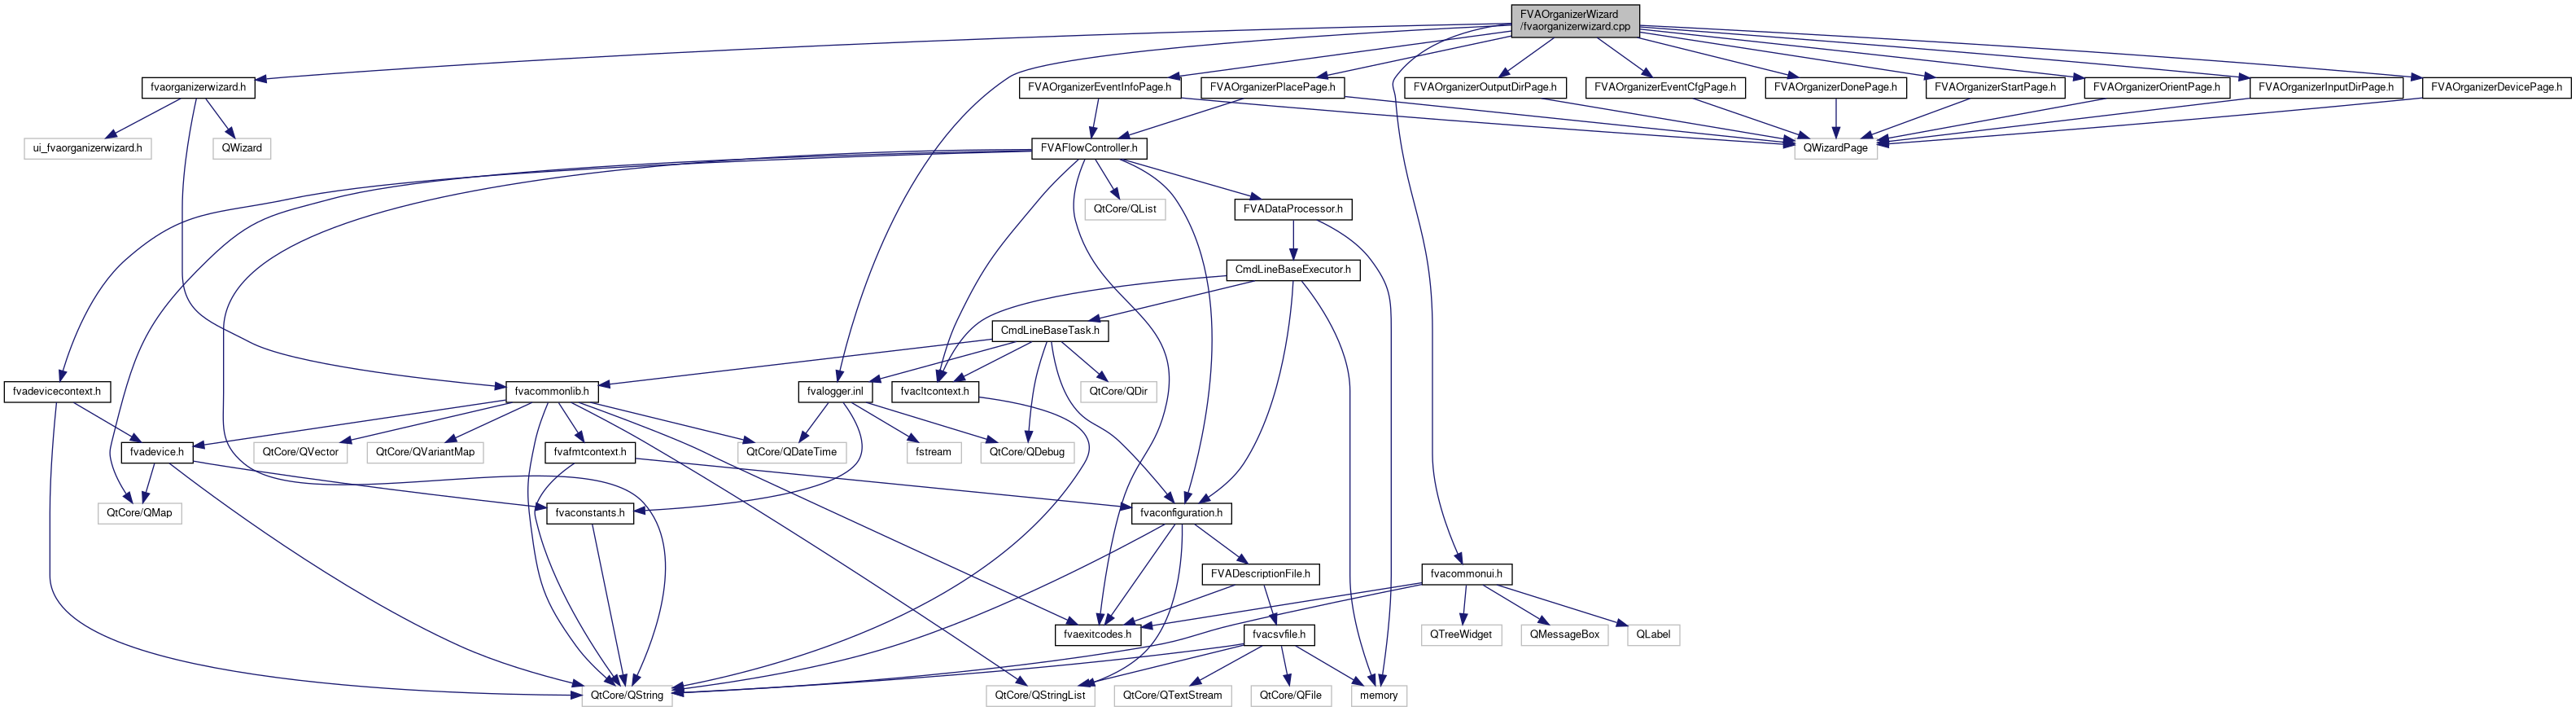 FVAOrganizerWizard
/fvaorganizerwizard.cpp
fvaorganizerwizard.h
FVAOrganizerEventInfoPage.h
FVAOrganizerPlacePage.h
FVAOrganizerOutputDirPage.h
FVAOrganizerEventCfgPage.h
FVAOrganizerDonePage.h
FVAOrganizerStartPage.h
FVAOrganizerOrientPage.h
FVAOrganizerInputDirPage.h
FVAOrganizerDevicePage.h
ui_fvaorganizerwizard.h
QWizard
FVAFlowController.h
QWizardPage
QtCore/QList
FVADataProcessor.h
CmdLineBaseExecutor.h
CmdLineBaseTask.h
fvadevicecontext.h
fvacommonlib.h
fvalogger.inl
fvacltcontext.h
QtCore/QDir
fvadevice.h
QtCore/QVector
QtCore/QVariantMap
fvafmtcontext.h
QtCore/QDateTime
fstream
QtCore/QDebug
QtCore/QMap
fvaconstants.h
fvaconfiguration.h
FVADescriptionFile.h
fvacommonui.h
fvaexitcodes.h
fvacsvfile.h
QTreeWidget
QMessageBox
QLabel
QtCore/QString
QtCore/QStringList
QtCore/QTextStream
QtCore/QFile
memory